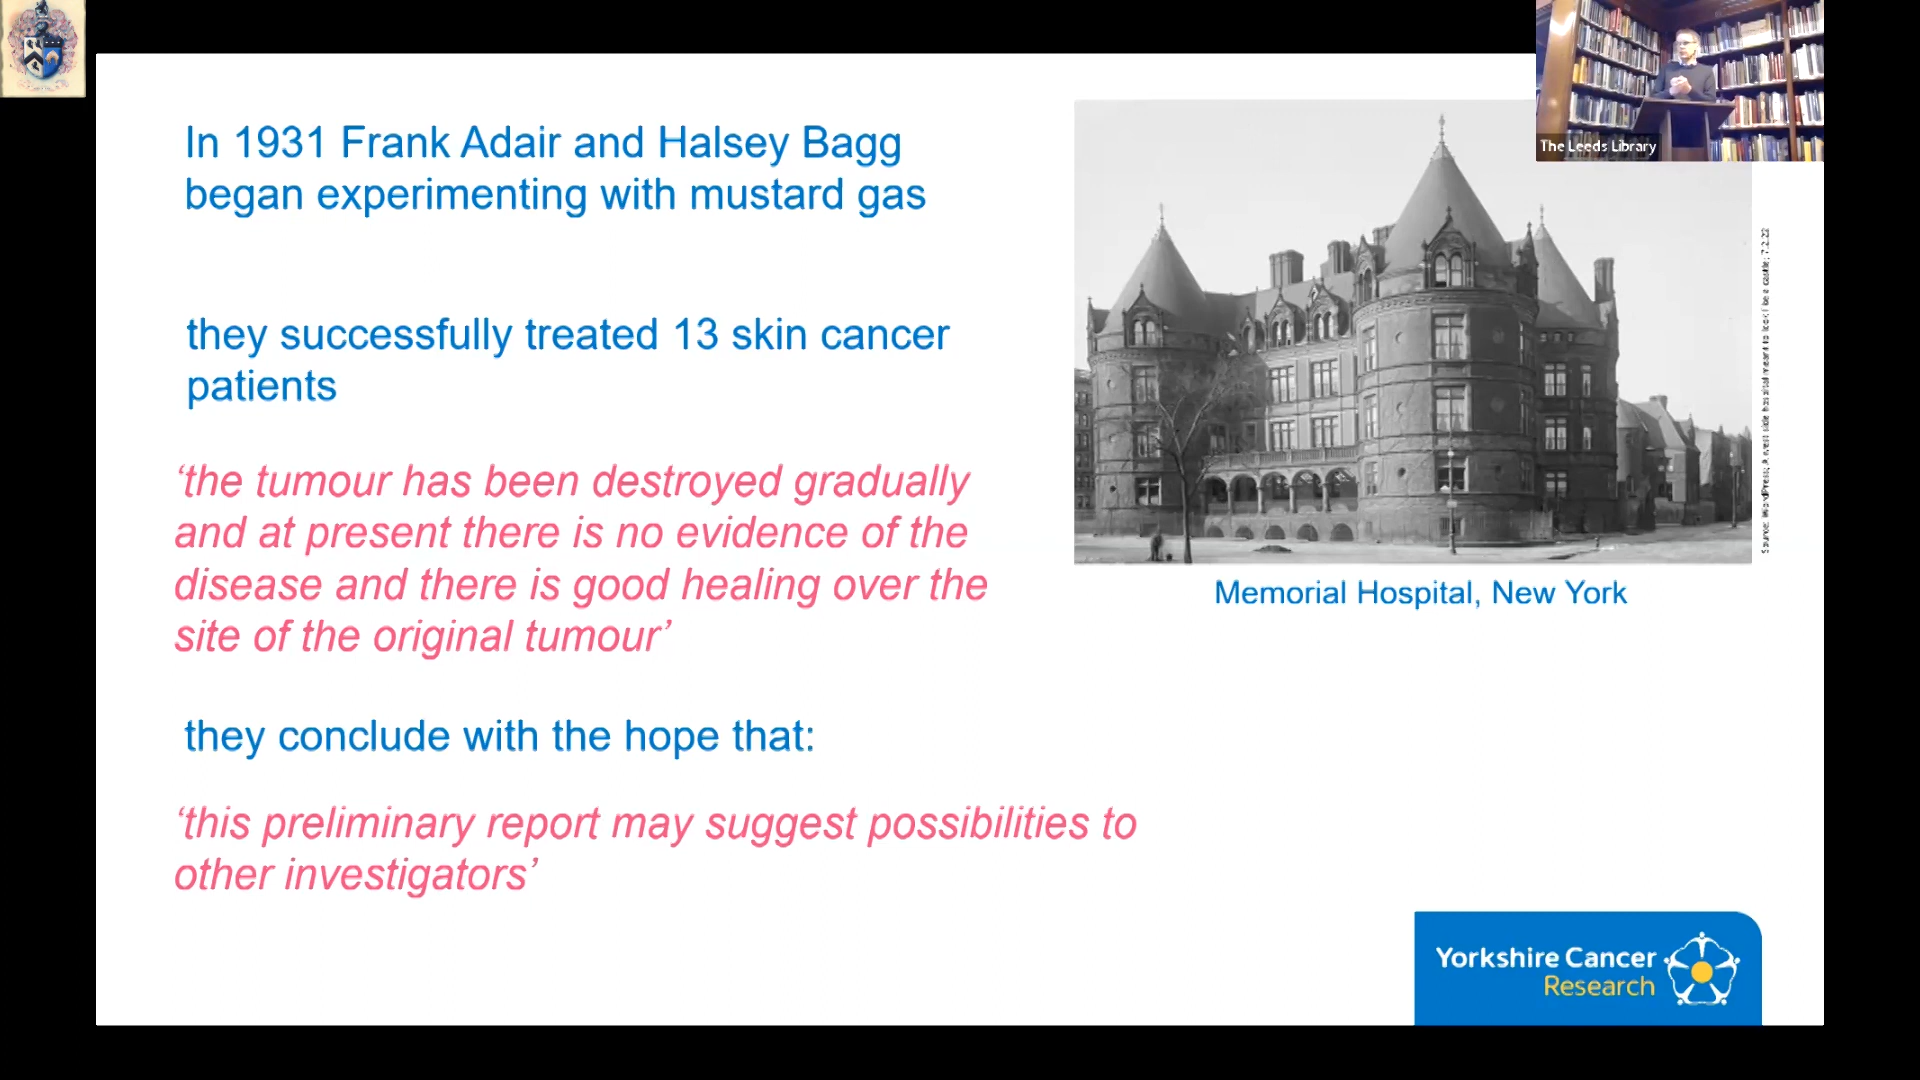 In 1931 Frank Adair and Halsey Bagg
began experimenting with mustard gas
they successfully treated 13 skin cancer
patients
‘the tumour has been destroyed gradually
and at present there is no evidence of the
disease and there is good healing over the
site of the original tumour’
they conclude with the hope that:
‘this preliminary report may suggest possibilities to
other investigators’
The Leeds Library
Memorial Hospital, New York
Yorkshire Cancer
Research